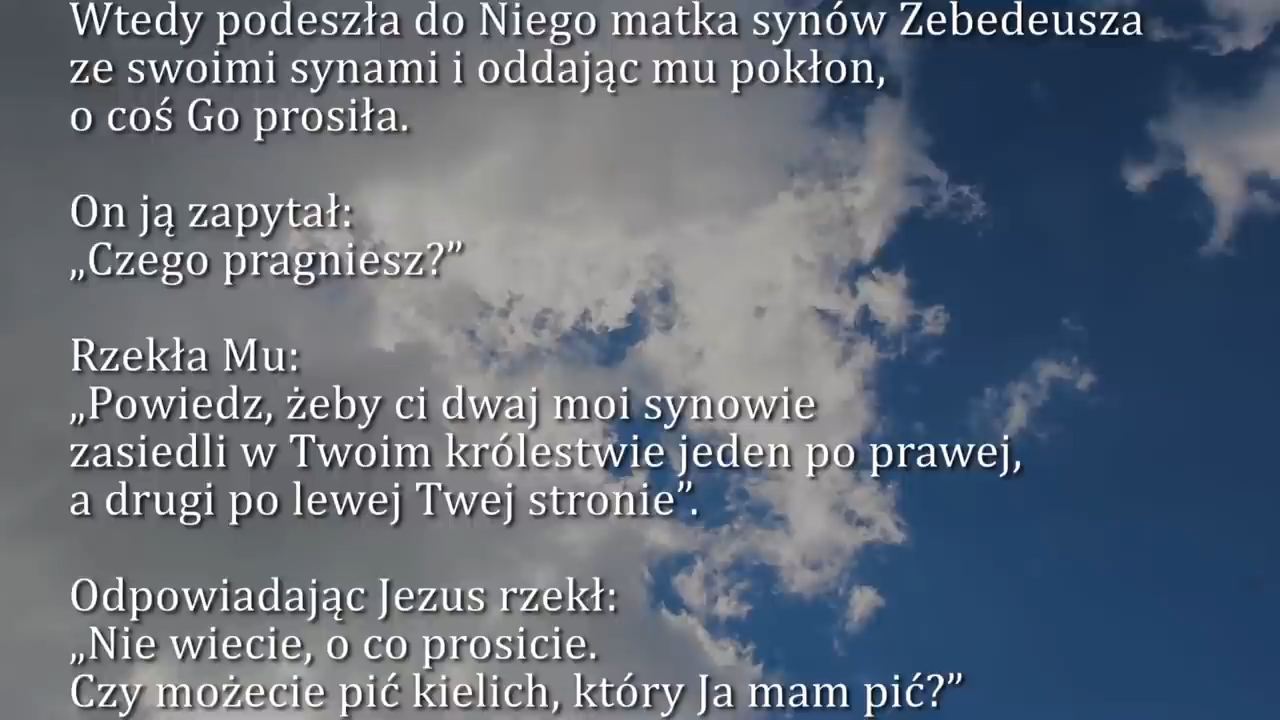 Wtedy podeszła do Niego matka synów Zebedeusza
ze swoimi synami i oddając mu pokłon,
o coś Go prosiła.
On ją zapytał:
„Czego pragniesz?”
Rzekła Mu:
„Powiedz, żeby ci dwaj moi synowie
zasiedli w Twoim królestwie jeden po prawej,
a drugi po lewej Twej stronie”.
Odpowiadając Jezus rzekł:
„Nie wiecie, o co prosicie.
Czy możecie pić kielich, który Ja mam pić?”